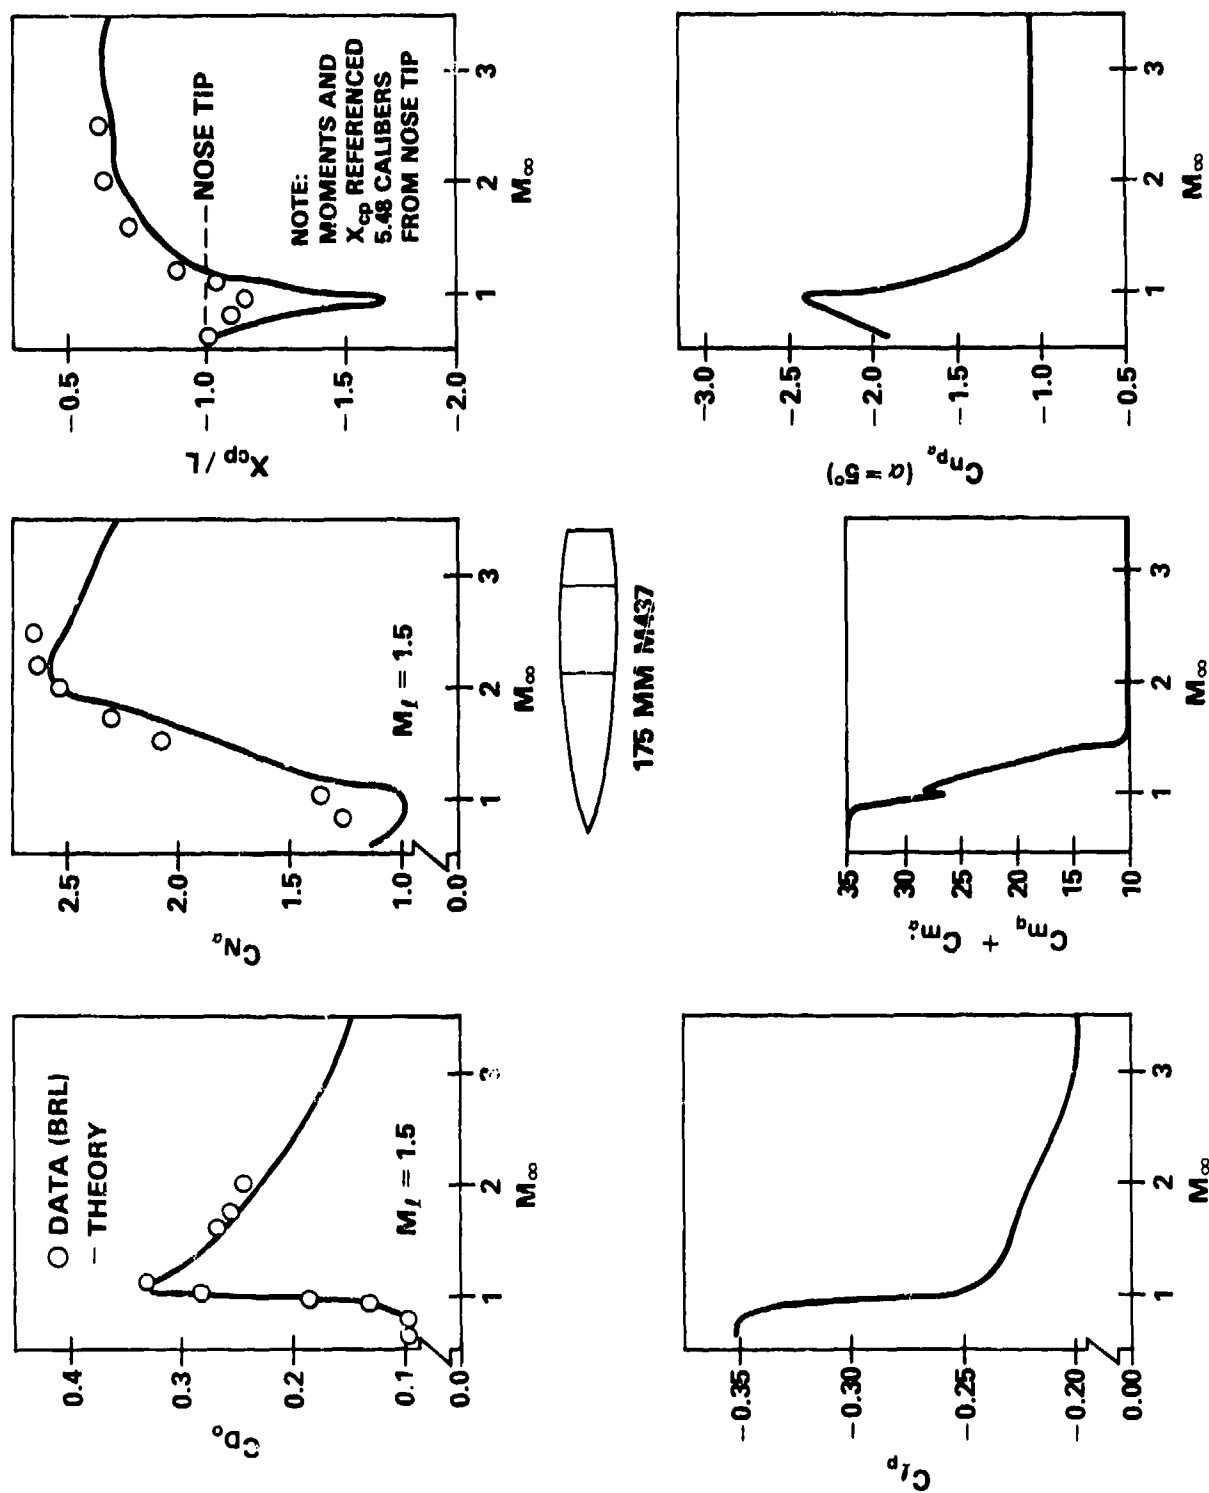 C_D₀
0.4
0.3
0.2
0.1
0.0
○ DATA (BRL)
— THEORY
M_ℓ = 1.5
1
2
3
M∞
C_Nα
2.5
2.0
1.5
1.0
0.0
M_ℓ = 1.5
1
2
3
M∞
X_cp / L
−0.5
−1.0
−1.5
−2.0
NOSE TIP
NOTE:
MOMENTS AND
X_cp REFERENCED
5.48 CALIBERS
FROM NOSE TIP
1
2
3
M∞
175 MM M437
C_ℓp
−0.35
−0.30
−0.25
−0.20
0.00
1
2
3
M∞
C_mq + C_mα̇
35
30
25
20
15
10
1
2
3
M∞
C_npα
(α = 5°)
−3.0
−2.5
−2.0
−1.5
−1.0
−0.5
1
2
3
M∞